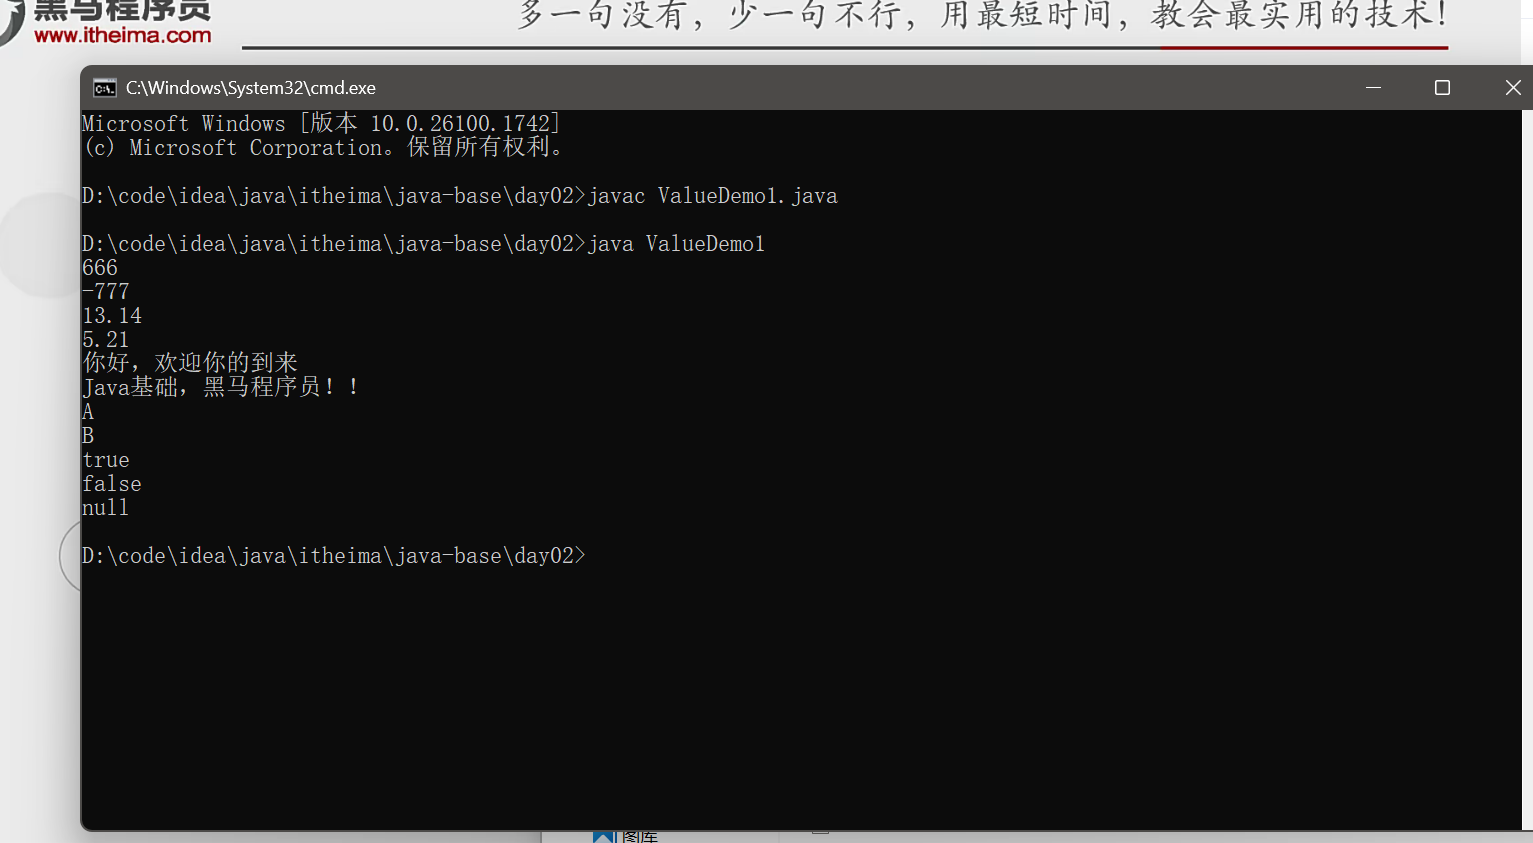 黑马程序员
www.itheima.com
多一句没有，少一句不行，用最短时间，教会最实用的技术！
C:\Windows\System32\cmd.exe
Microsoft Windows [版本 10.0.26100.1742]
(c) Microsoft Corporation。保留所有权利。
D:\code\idea\java\itheima\java-base\day02>javac ValueDemo1.java
D:\code\idea\java\itheima\java-base\day02>java ValueDemo1
666
-777
13.14
5.21
你好，欢迎你的到来
Java基础，黑马程序员！！
A
B
true
false
null
D:\code\idea\java\itheima\java-base\day02>
图库